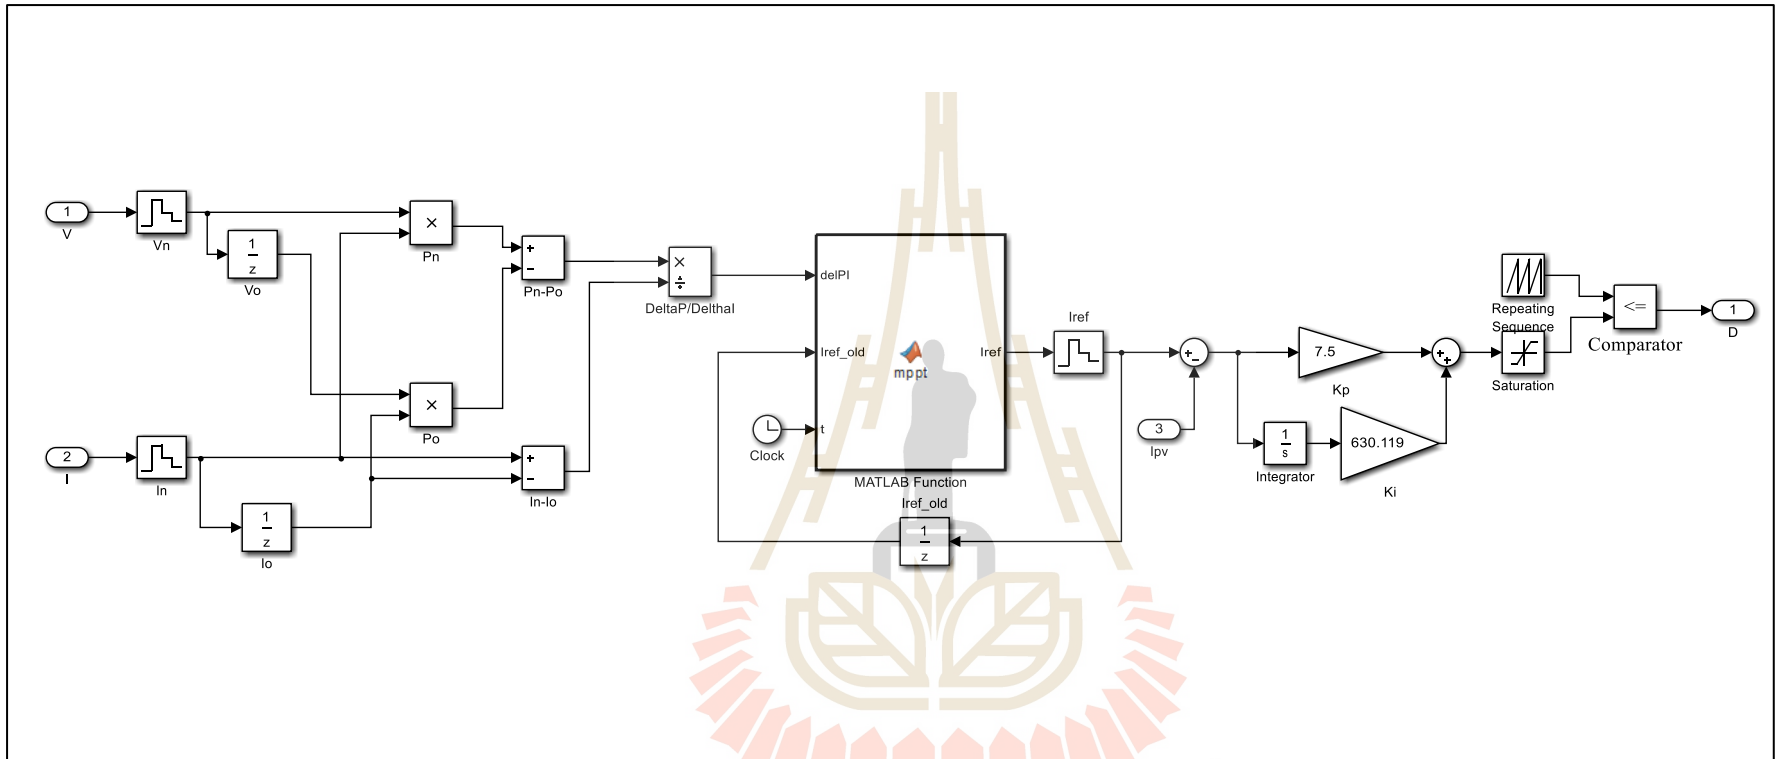 1
V
Vn
1
z
Vo
×
Pn
+
-
Pn-Po
×
÷
DeltaP/DelthaI
×
Po
2
I
In
1
z
Io
+
-
In-Io
delPI
Iref_old
t
mppt
Iref
MATLAB Function
Clock
Iref_old
1
z
Iref
+
-
3
Ipv
7.5
Kp
1
s
Integrator
630.119
Ki
+
+
Repeating
Sequence
Saturation
<=
Comparator
1
D